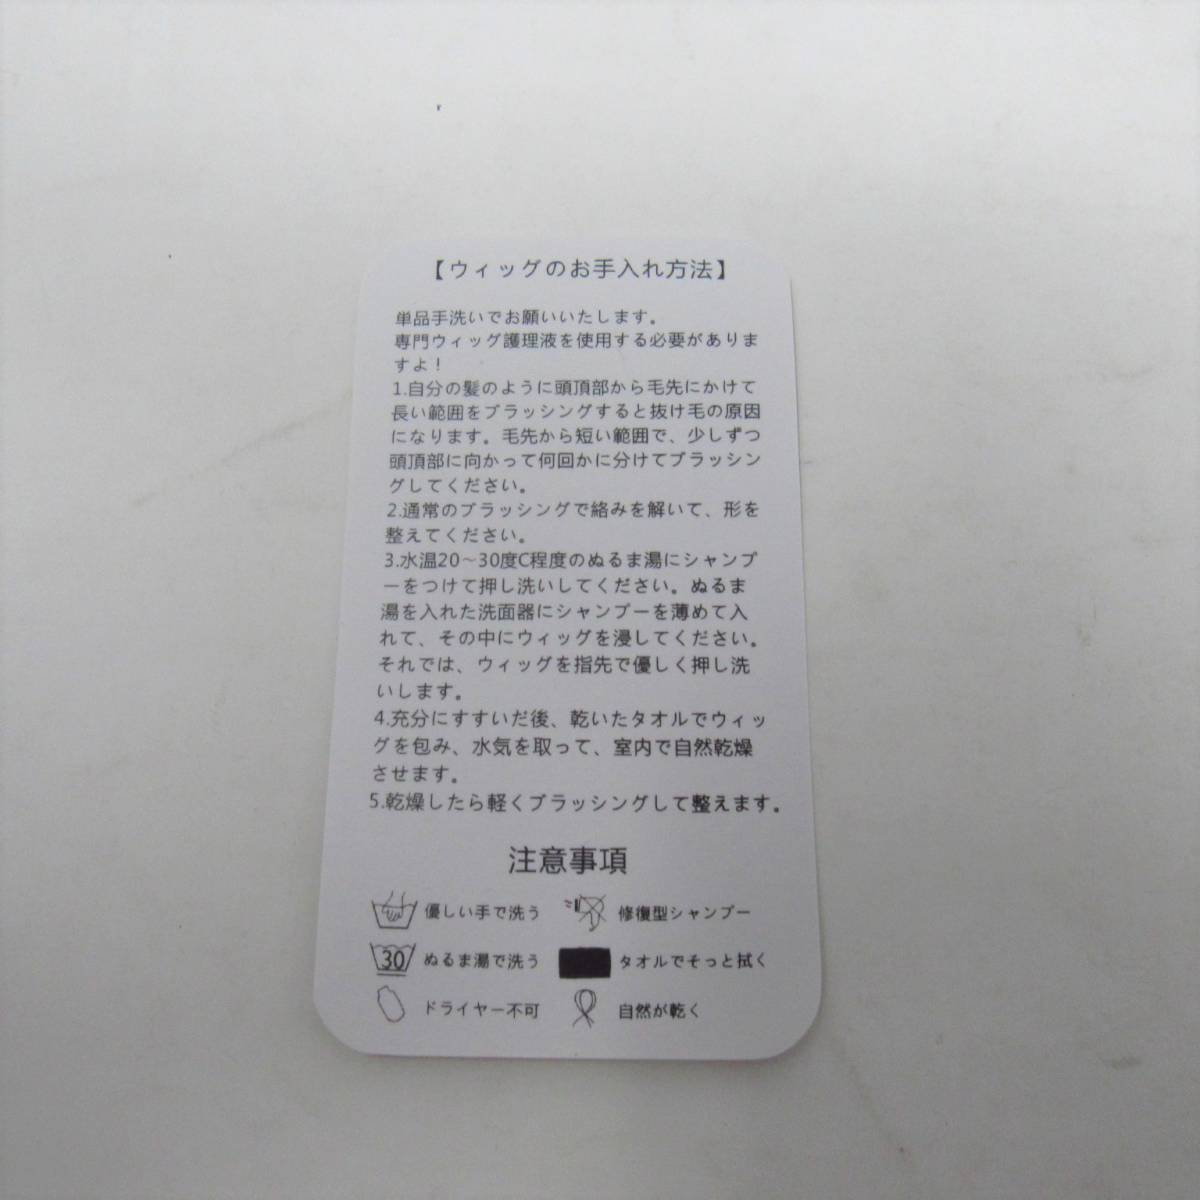 【ウィッグのお手入れ方法】
単品手洗いでお願いいたします。
専門ウィッグ護理液を使用する必要がありま
すよ！
1.自分の髪のように頭頂部から毛先にかけて
長い範囲をブラッシングすると抜け毛の原因
になります。毛先から短い範囲で、少しずつ
頭頂部に向かって何回かに分けてブラッシン
グしてください。
2.通常のブラッシングで絡みを解いて、形を
整えてください。
3.水温20~30度C程度のぬるま湯にシャンプ
ーをつけて押し洗いしてください。ぬるま
湯を入れた洗面器にシャンプーを薄めて入
れて、その中にウィッグを浸してください。
それでは、ウィッグを指先で優しく押し洗
いします。
4.充分にすすいだ後、乾いたタオルでウィッ
グを包み、水気を取って、室内で自然乾燥
させます。
5.乾燥したら軽くブラッシングして整えます。
注意事項
優しい手で洗う 修復型シャンプー
30 ぬるま湯で洗う タオルでそっと拭く
ドライヤー不可 自然が乾く